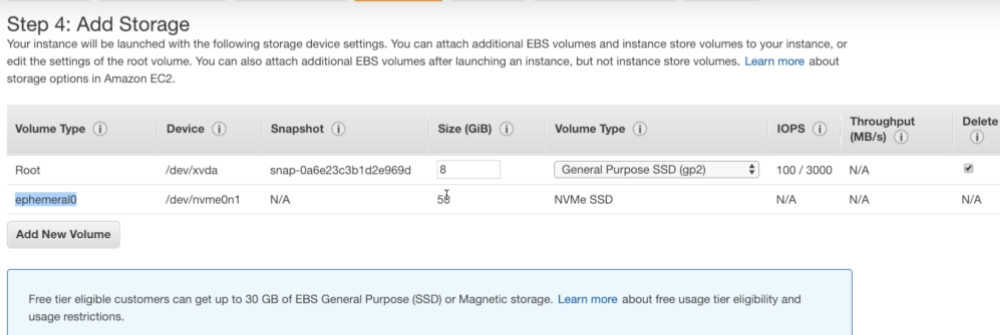 Step 4: Add Storage
Your instance will be launched with the following storage device settings. You can attach additional EBS volumes and instance store volumes to your instance, or
edit the settings of the root volume. You can also attach additional EBS volumes after launching an instance, but not instance store volumes. Learn more about
storage options in Amazon EC2.
Volume Type Device Snapshot Size (GiB) Volume Type IOPS Throughput (MB/s) Delete
Root /dev/xvda snap-0a6e23c3b1d2e969d 8 General Purpose SSD (gp2) 100 / 3000 N/A
ephemeral0 /dev/nvme0n1 N/A NVMe SSD N/A N/A N/A
Add New Volume
Free tier eligible customers can get up to 30 GB of EBS General Purpose (SSD) or Magnetic storage. Learn more about free usage tier eligibility and
usage restrictions.